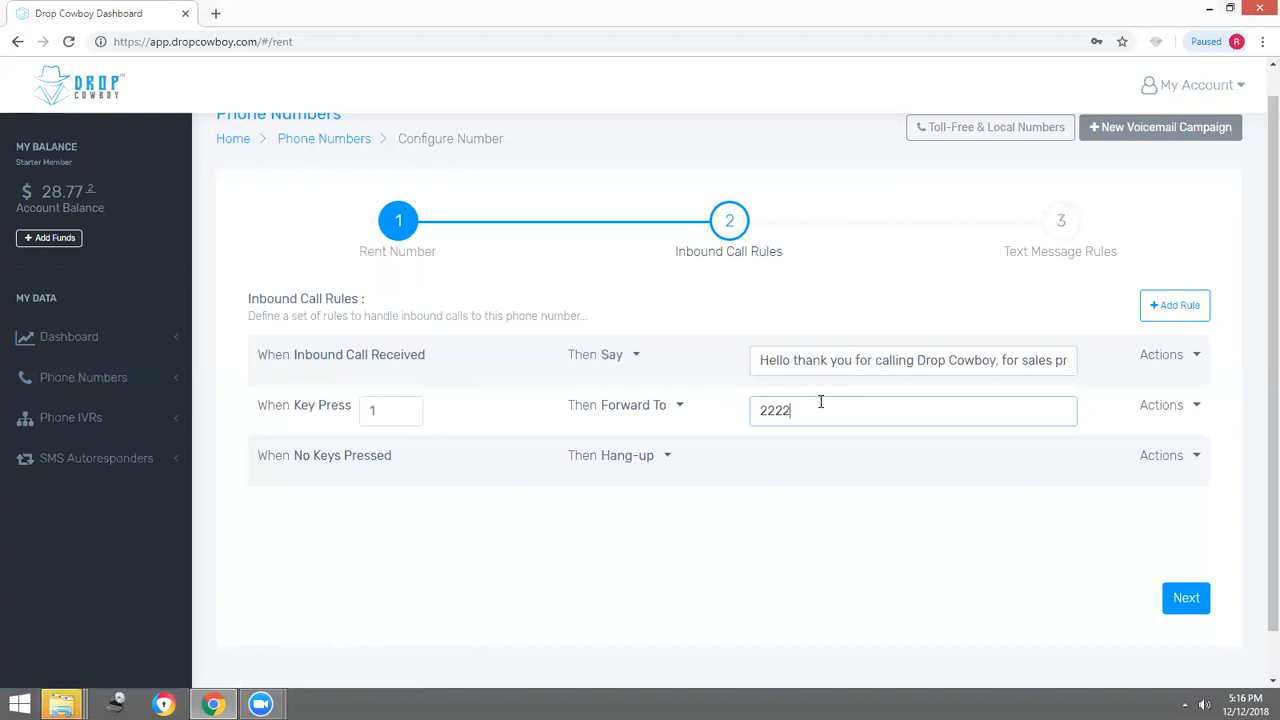 Drop Cowboy Dashboard
https://app.dropcowboy.com/#/rent
Paused R
DROP COWBOY™
My Account
Phone Numbers
Home > Phone Numbers > Configure Number
Toll-Free & Local Numbers
+ New Voicemail Campaign
MY BALANCE
Starter Member
$ 28.77 2
Account Balance
+ Add Funds
MY DATA
Dashboard
Phone Numbers
Phone IVRs
SMS Autoresponders
1 2 3
Rent Number Inbound Call Rules Text Message Rules
Inbound Call Rules :
Define a set of rules to handle inbound calls to this phone number...
+ Add Rule
When Inbound Call Received Then Say Hello thank you for calling Drop Cowboy, for sales pr Actions
When Key Press 1 Then Forward To 2222 Actions
When No Keys Pressed Then Hang-up Actions
Next
5:16 PM
12/12/2018